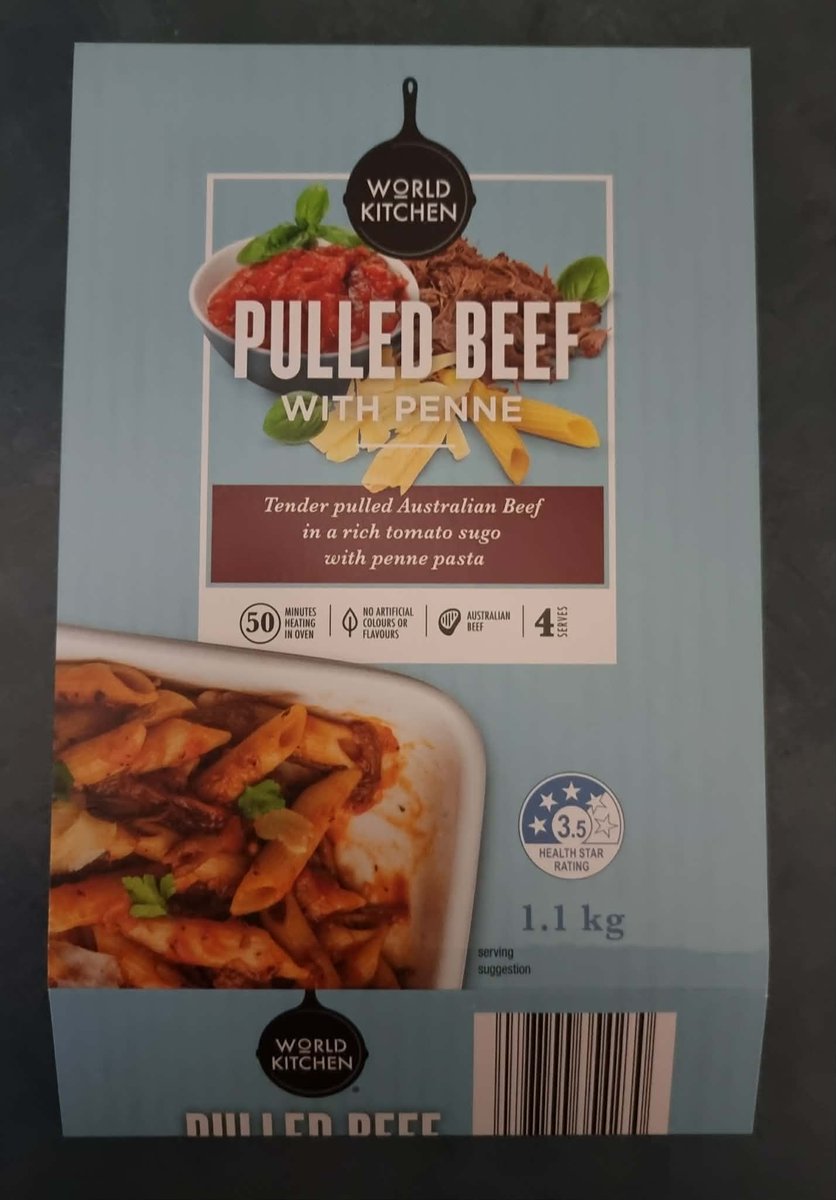 WORLD
KITCHEN
PULLED BEEF
WITH PENNE
Tender pulled Australian Beef
in a rich tomato sugo
with penne pasta
50 MINUTES
HEATING
IN OVEN
NO ARTIFICIAL
COLOURS OR
FLAVOURS
AUSTRALIAN
BEEF
4 SERVES
3.5
HEALTH STAR
RATING
1.1 kg
serving
suggestion
WORLD
KITCHEN
®
PULLED BEEF